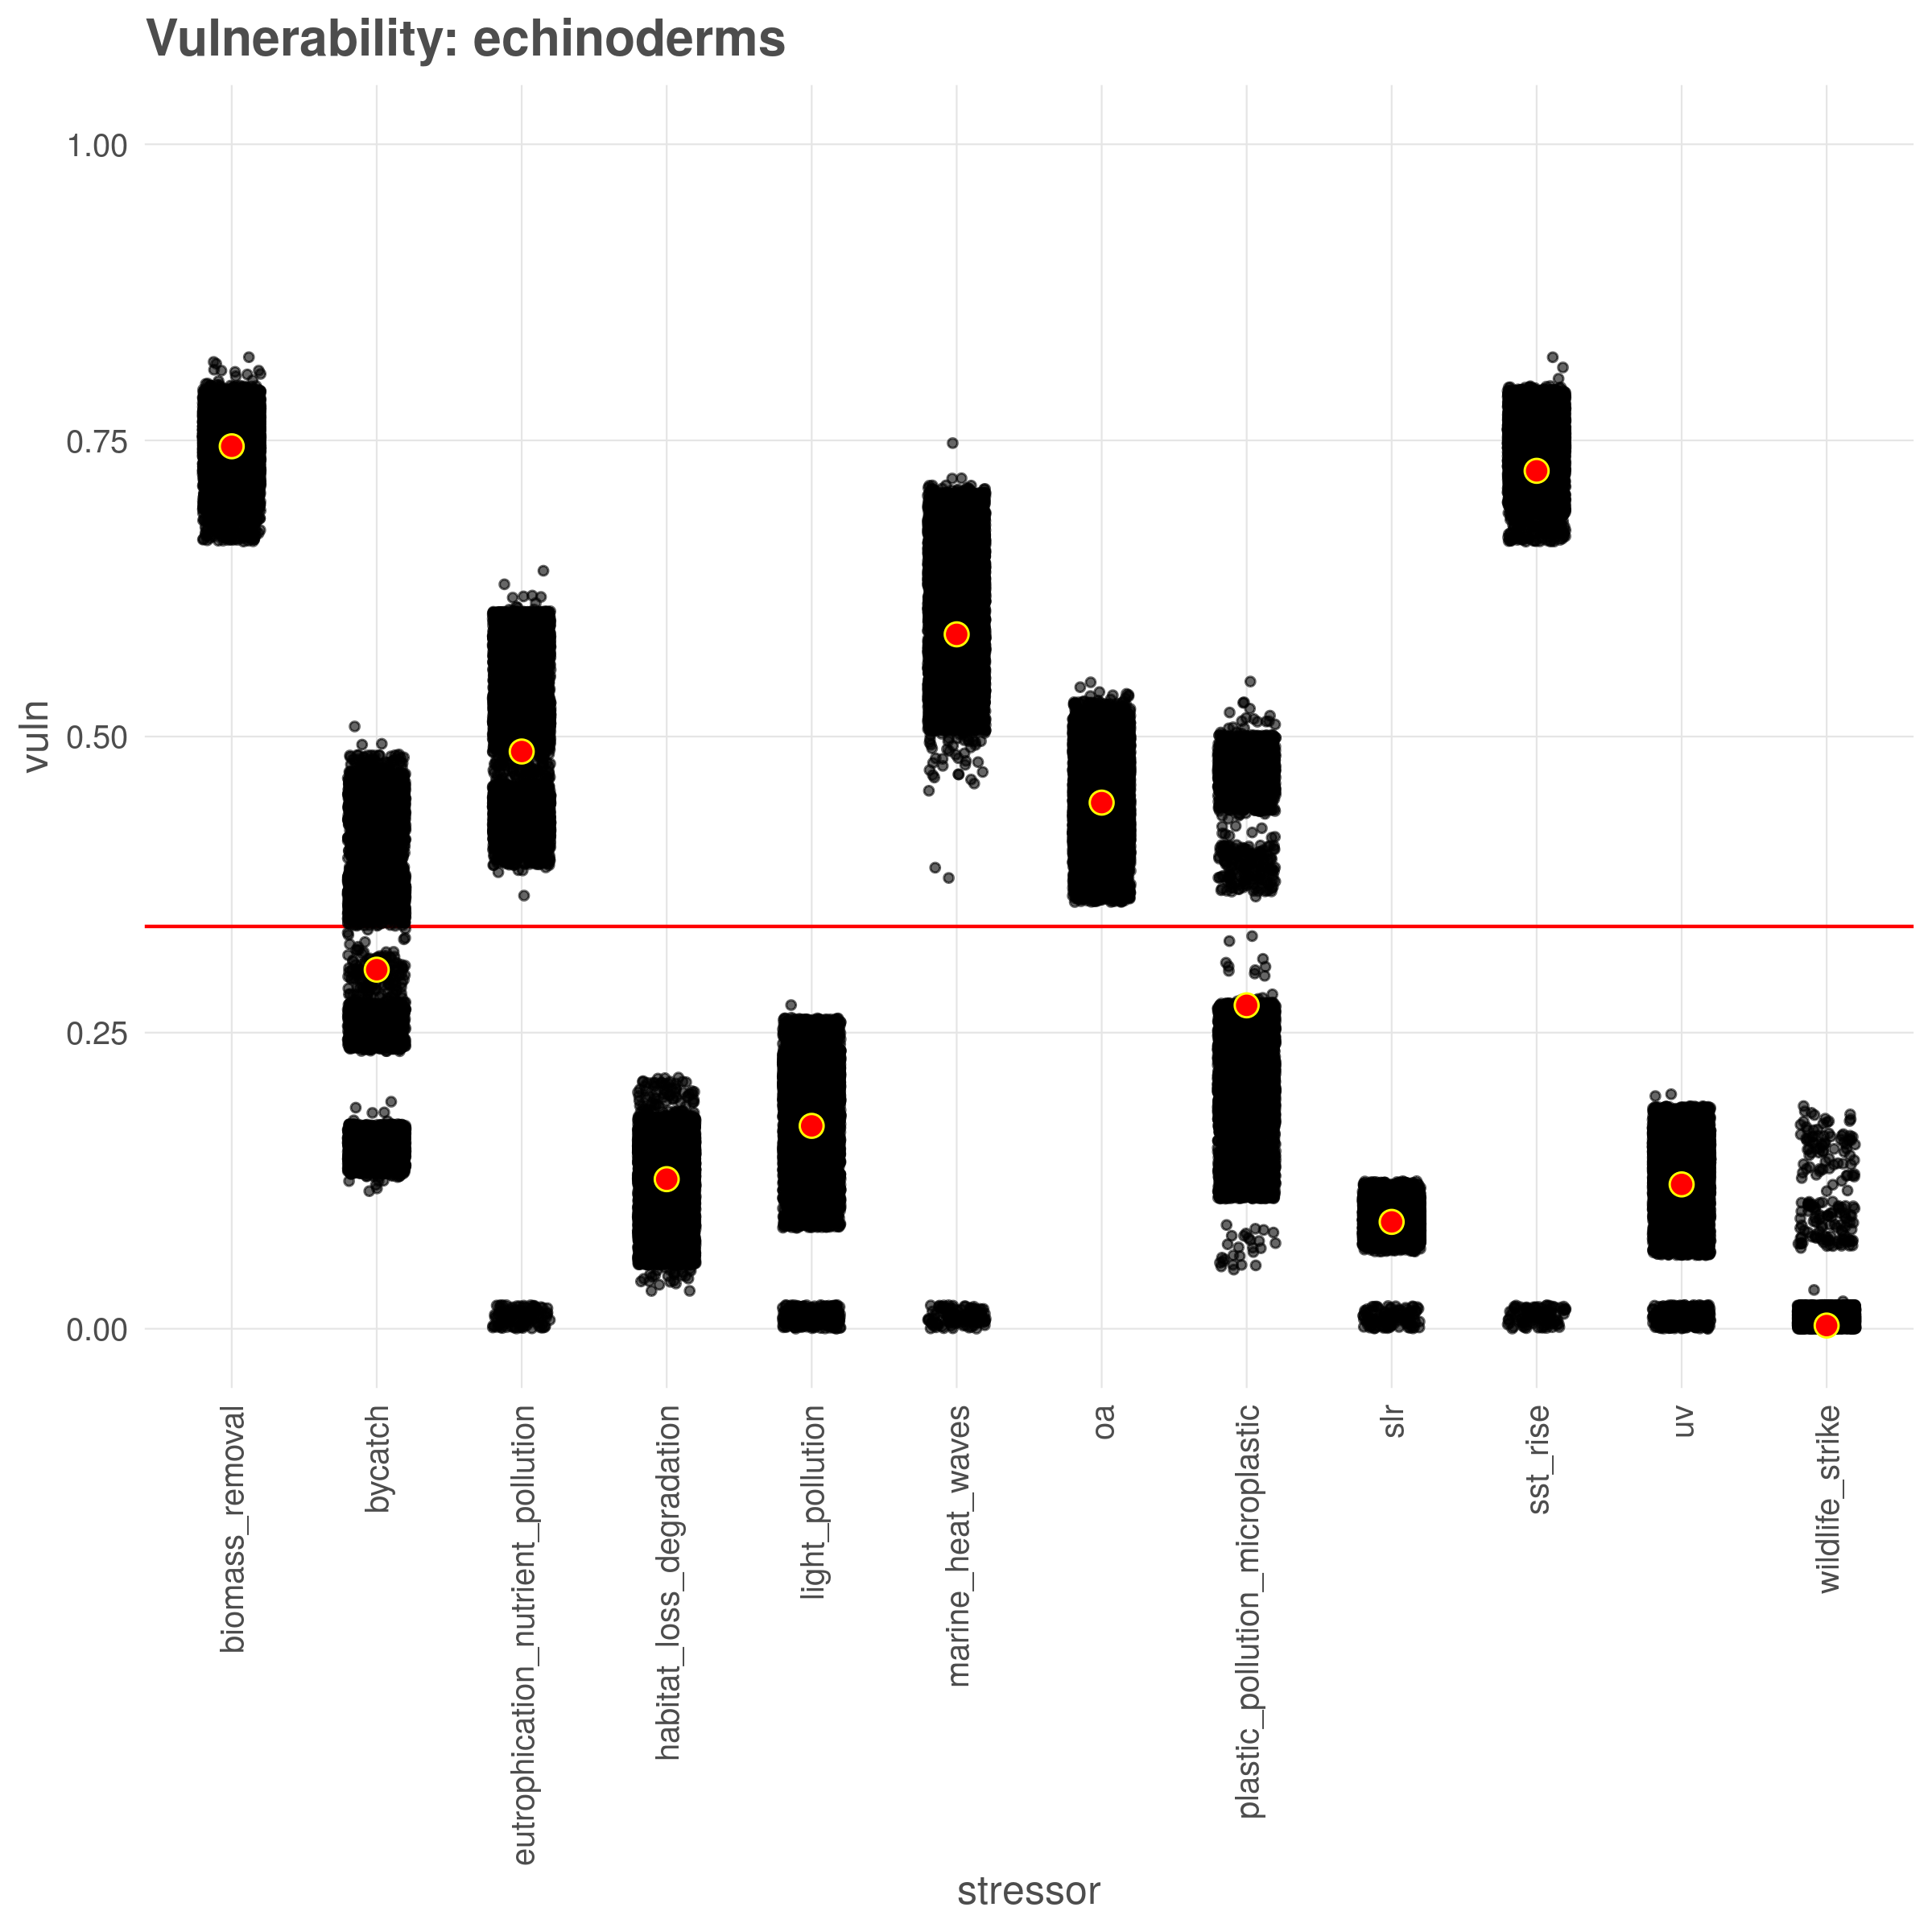 Vulnerability: echinoderms
vuln
1.00
0.75
0.50
0.25
0.00
biomass_removal
bycatch
eutrophication_nutrient_pollution
habitat_loss_degradation
light_pollution
marine_heat_waves
oa
plastic_pollution_microplastic
slr
sst_rise
uv
wildlife_strike
stressor